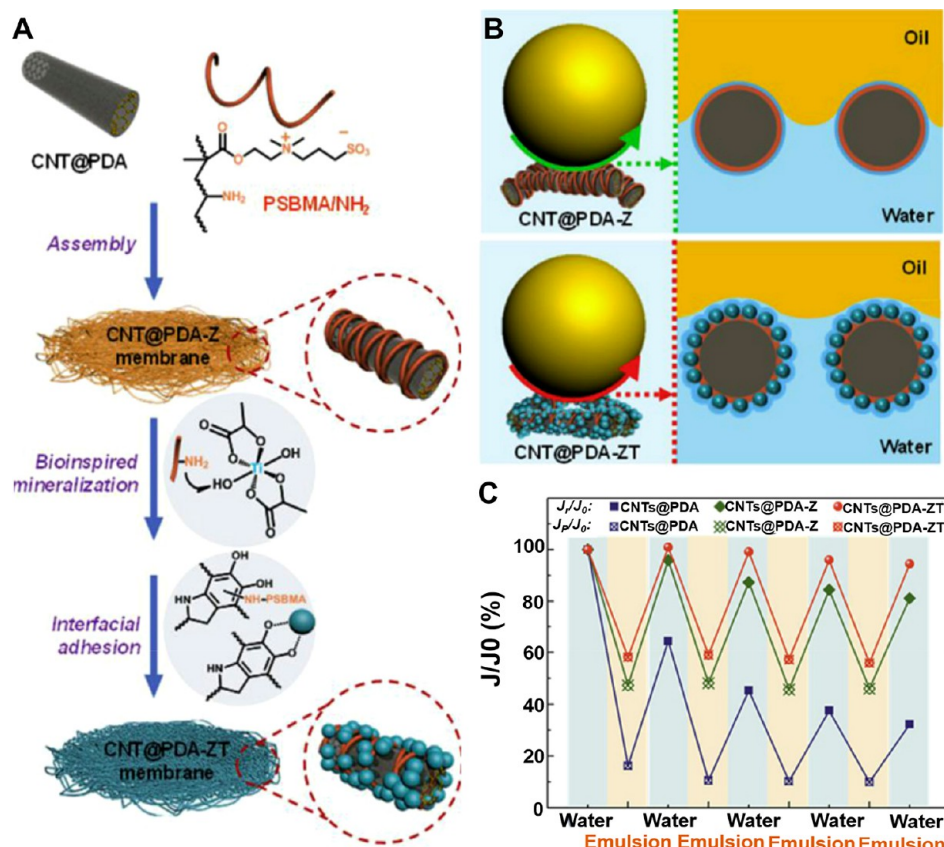 A
CNT@PDA
O
O
N
+
−
SO3
NH2
PSBMA/NH2
Assembly
CNT@PDA-Z
membrane
Bioinspired
mineralization
NH2
O
O
O
Ti
OH
HO
O
O
O
OH
OH
HN
NH-PSBMA
Interfacial
adhesion
O
O
HN
CNT@PDA-ZT
membrane
B
CNT@PDA-Z
Oil
Water
CNT@PDA-ZT
Oil
Water
C
Jr/J0: CNTs@PDA CNTs@PDA-Z CNTs@PDA-ZT
JP/J0: CNTs@PDA CNTs@PDA-Z CNTs@PDA-ZT
J/J0 (%)
100
80
60
40
20
0
Water Water Water Water Water
Emulsion Emulsion Emulsion Emulsion